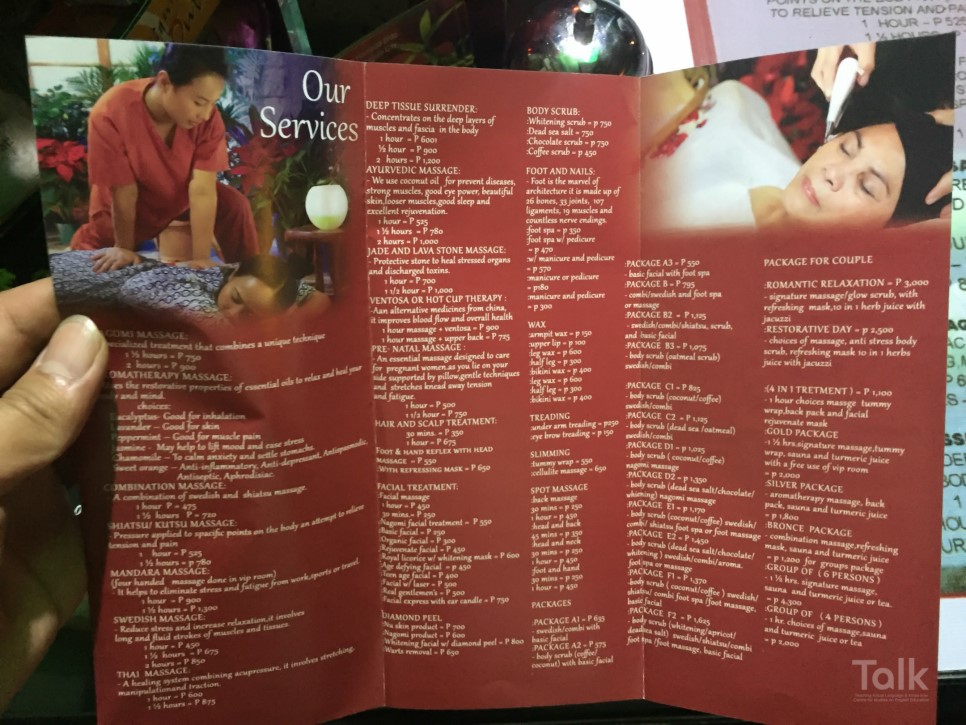 POINTS ON THE
TO RELIEVE TENSION AND PA
1 HOUR – P 525
Our
Services
AGOMI MASSAGE:
pecialized treatment that combines a unique technique
1 ½ hours = P 750
2 hours = P 900
OMATHERAPY MASSAGE:
ses the restorative properties of essential oils to relax and heal your
y and mind.
choices:
Eucalyptus- Good for inhalation
Lavander – Good for skin
Peppermint – Good for muscle pain
Jasmine – May help to lift mood and ease stress
Chamomile – To calm anxiety and settle stomachs.
Sweet orange – Anti-inflammatory, Anti-depressant, Antispamodic,
Antiseptic, Aphrodisiac.
COMBINATION MASSAGE:
A combination of swedish and shiatsu massage.
1 hour = P 475
1 ½ hours = P 720
SHIATSU/ KUTSU MASSAGE:
- Pressure applied to specific points on the body an attempt to relieve
tension and pain
1 hour = P 525
1 ½ hours = P 780
MANDARA MASSAGE:
(four handed massage done in vip room)
- It helps to eliminate stress and fatigue from work,sports or travel.
1 hour = P 900
1 ½ hours = P 1,300
SWEDISH MASSAGE:
- Reduce stress and increase relaxation,it involves
long and fluid strokes of muscles and tissues.
1 hour = P 450
1 ½ hours = P 675
2 hours = P 850
THAI MASSAGE:
- A healing system combining acupressure, it involves stretching,
manipulationand traction.
1 hour = P 600
1 ½ hours = P 873
DEEP TISSUE SURRENDER:
- Concentrates on the deep layers of
muscles and fascia in the body
1 hour = P 6001
½ hour = P 900
2 hours = P 1,200
AYURVEDIC MASSAGE:
- We use coconut oil for prevent diseases,
strong muscles, good eye power, beautiful
skin,looser muscles,good sleep and
excellent rejuvenation.
1 hour = P 525
1 ½ hours = P 780
2 hours = P 1,000
JADE AND LAVA STONE MASSAGE:
- Protective stone to heal stressed organs
and discharged toxins.
1 hour = P 700
1 1/2 hour = P 1,000
VENTOSA OR HOT CUP THERAPY :
-Aan alternative medicines from china,
it improves blood flow and overall health
1 hour massage + ventosa = P 900
1 hour massage + upper back = P 725
PRE- NATAL MASSAGE :
- An essential massage designed to care
for pregnant women,as you lie on your
side supported by pillow,gentle techniques
and stretches knead away tension
and fatigue.
1 hour = P 500
1 1/2 hour = P 750
HAIR AND SCALP TREATMENT:
30 mins. = P 350
1 hour = P 675
FOOT & HAND REFLEX WITH HEAD
MASSAGE = P 550
:WITH REFRESHING MASK = P 650
FACIAL TREATMENT:
Facial massage
1 hour = P 450
30 mins = P 250
:Nagomi facial treatment = P 550
:Basic facial = P 350
:Organic facial = P 300
:Rejuvenate facial = P 450
:Royal licorice w/ whitening mask = P 600
:Age defying facial = P 450
:Teen age facial = P 400
:Facial w/ laser = P 500
:Real gentlemen's = P 500
:Facial express with ear candle = P 750
DIAMOND PEEL
:Nu skin product = P 700
:Nagomi product = P 600
:Whitening facial w/ diamond peel = P 800
:Warts removal = P 650
BODY SCRUB:
:Whitening scrub = p 750
:Dead sea salt = 750
:Chocolate scrub = p 750
:Coffee scrub = p 450
FOOT AND NAILS:
- Foot is the marvel of
architecture it is made up of
26 bones, 33 joints, 107
ligaments, 19 muscles and
countless nerve endings.
:foot spa = p 350
:foot spa w/ pedicure
= p 470
:w/ manicure and pedicure
= p 570
:manicure or pedicure
= p180
:manicure and pedicure
= p 300
WAX
:armpit wax = p 150
:upper lip = p 100
:leg wax = p 600
:half leg = p 300
:bikini wax = p 400
:leg wax = p 600
:half leg = p 300
:bikini wax = p 400
TREADING
:under arm treading = p250
:eye brow treading = p 150
SLIMMING
:tummy wrap = 550
:cellulite massage = 650
SPOT MASSAGE
:back massage
30 mins = p 250
1 hour = p 450
:head and back
45 mins = p 350
:head and neck
30 mins = p 250
1 hour = p 450
:foot and hand
30 mins = p 250
1 hour = p 450
PACKAGES
:PACKAGE A1 = P 635
- swedish/combi with
basic facial
:PACKAGE A2 = P 575
- body scrub (coffee/
coconut) with basic facial
:PACKAGE A3 = P 550
- basic facial with foot spa
:PACKAGE B = P 795
- combi/swedish and foot spa
or massage
:PACKAGE B2 = P 1,125
- swedish/combi/shiatsu, scrub,
and basic facial
:PACKAGE B3 = P 1,075
- body scrub (oatmeal scrub)
swedish/combi
:PACKAGE C1 = P 825
- body scrub (coconut/coffee)
swedish/combi
:PACKAGE C2 = P 1,125
- body scrub (dead sea /oatmeal)
swedish/combi
:PACKAGE D1 = p 1,025
- body scrub ( coconut/coffee)
nagomi massage
:PACKAGE D2 = p 1,350
- body scrub (dead sea salt/chocolate/
whitening) nagomi massage
:PACKAGE E1 = p 1,170
- body scrub (coconut/coffee) swedish/
combi/ shiatsu foot spa or foot massage
:PACKAGE E2 = P 1,450
- body scrub (dead sea salt/chocolate/
whitening ) swedish/combi/aroma.
foot spa or massage
:PACKAGE F1 = P 1,370
- body scrub (coconut/coffee ) swedish/
shiatsu/ combi foot spa /foot massage,
basic facial
:PACKAGE F2 = P 1,625
- body scrub (whitening/apricot/
deadsea salt) swedish/shiatsu/combi
foot spa /foot massage, basic facial
PACKAGE FOR COUPLE
:ROMANTIC RELAXATION = P 3,000
- signature massage/glow scrub, with
refreshing mask,10 in 1 herb juice with
jacuzzi
:RESTORATIVE DAY = p 2,500
- choices of massage, anti stress body
scrub, refreshing mask 10 in 1 herbs
juice with jacuzzi
:(4 IN 1 TRETMENT ) = P 1,100
- 1 hour choices massage tummy
wrap,back pack and facial
rejuvenate mask
:GOLD PACKAGE
- 1 ½ hrs.signature massage,tummy
wrap, sauna and turmeric juice
with a free use of vip room
= p 2,000
:SILVER PACKAGE
- aromatherapy massage, back
pack, sauna and turmeric juice
= p 1,800
:BRONCE PACKAGE
- combination massage,refreshing
mask, sauna and turmeric juice
= p 1,200 for groups package
:GROUP OF ( 6 PERSONS )
- 1 ½ hrs. signature massage,
sauna and turmeric juice or tea.
= p 4,300
:GROUP OF ( 4 PERSONS )
- 1 hr. choices of massage,sauna
and turmeric juice or tea
= p 2,000
Talk